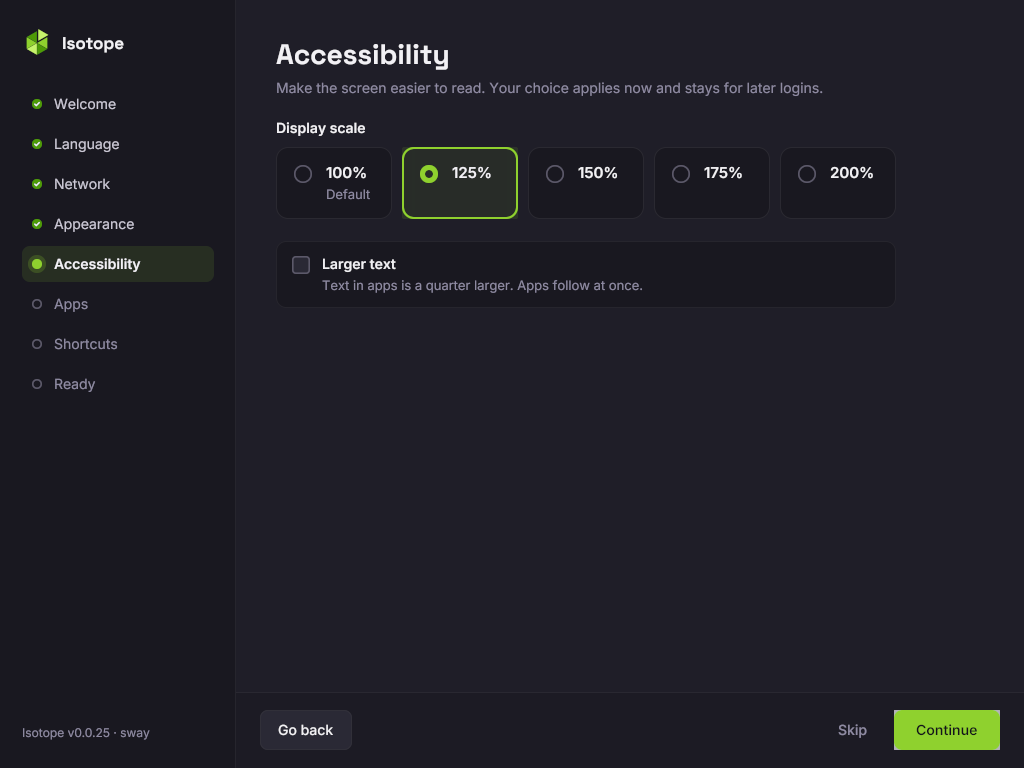 Isotope
Welcome
Language
Network
Appearance
Accessibility
Apps
Shortcuts
Ready
Isotope v0.0.25 · sway
Accessibility
Make the screen easier to read. Your choice applies now and stays for later logins.
Display scale
100%
Default
125%
150%
175%
200%
Larger text
Text in apps is a quarter larger. Apps follow at once.
Go back
Skip
Continue